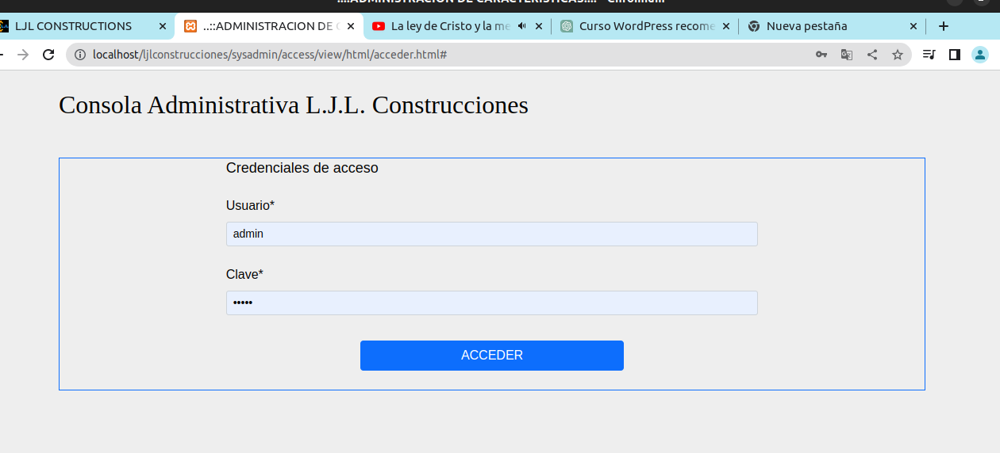 ....ADMINISTRACION DE CARACTERISTICAS.... - Chromium
LJL CONSTRUCTIONS
..::ADMINISTRACION DE C
La ley de Cristo y la me
Curso WordPress recome
Nueva pestaña
localhost/ljlconstrucciones/sysadmin/access/view/html/acceder.html#
Consola Administrativa L.J.L. Construcciones
Credenciales de acceso
Usuario*
admin
Clave*
•••••
ACCEDER